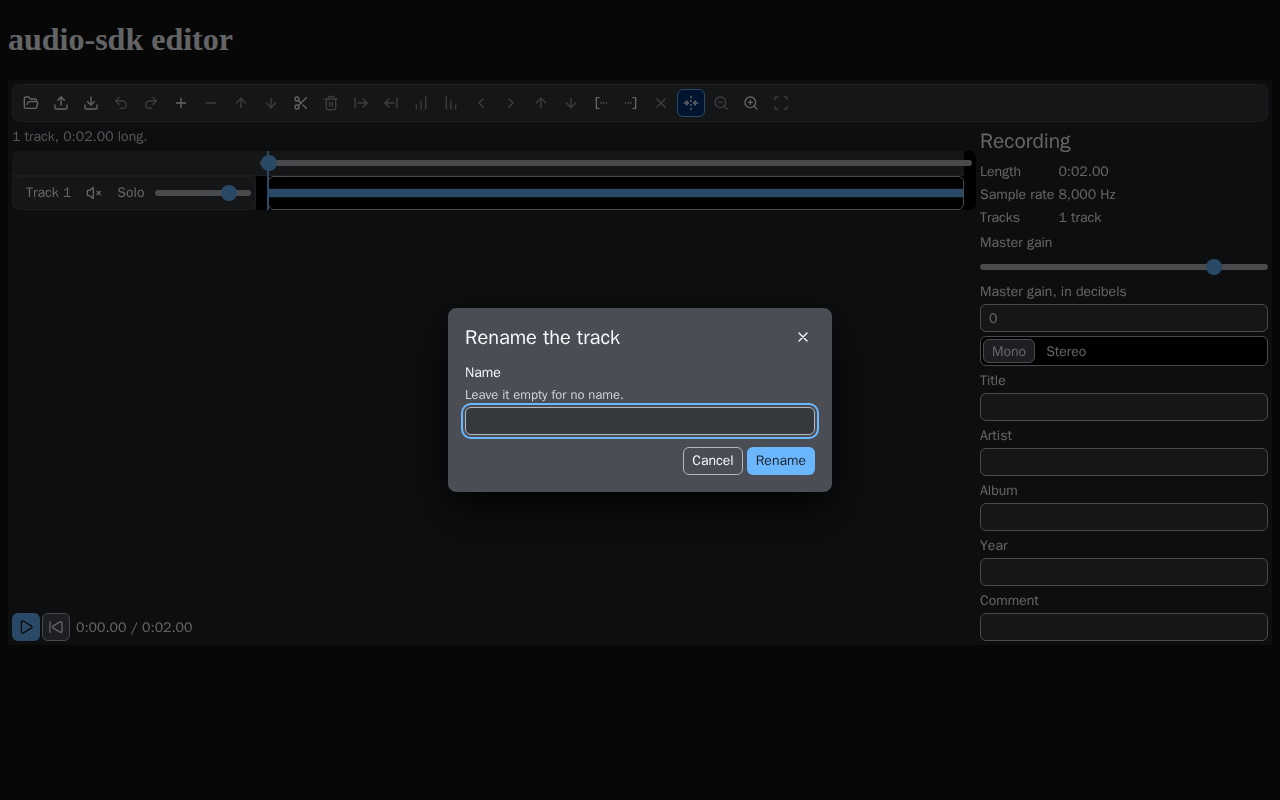 audio-sdk editor
1 track, 0:02.00 long.
Track 1
Solo
Recording
Length 0:02.00
Sample rate 8,000 Hz
Tracks 1 track
Master gain
Master gain, in decibels
0
Mono Stereo
Title
Artist
Album
Year
Comment
Rename the track
Name
Leave it empty for no name.
Cancel Rename
0:00.00 / 0:02.00